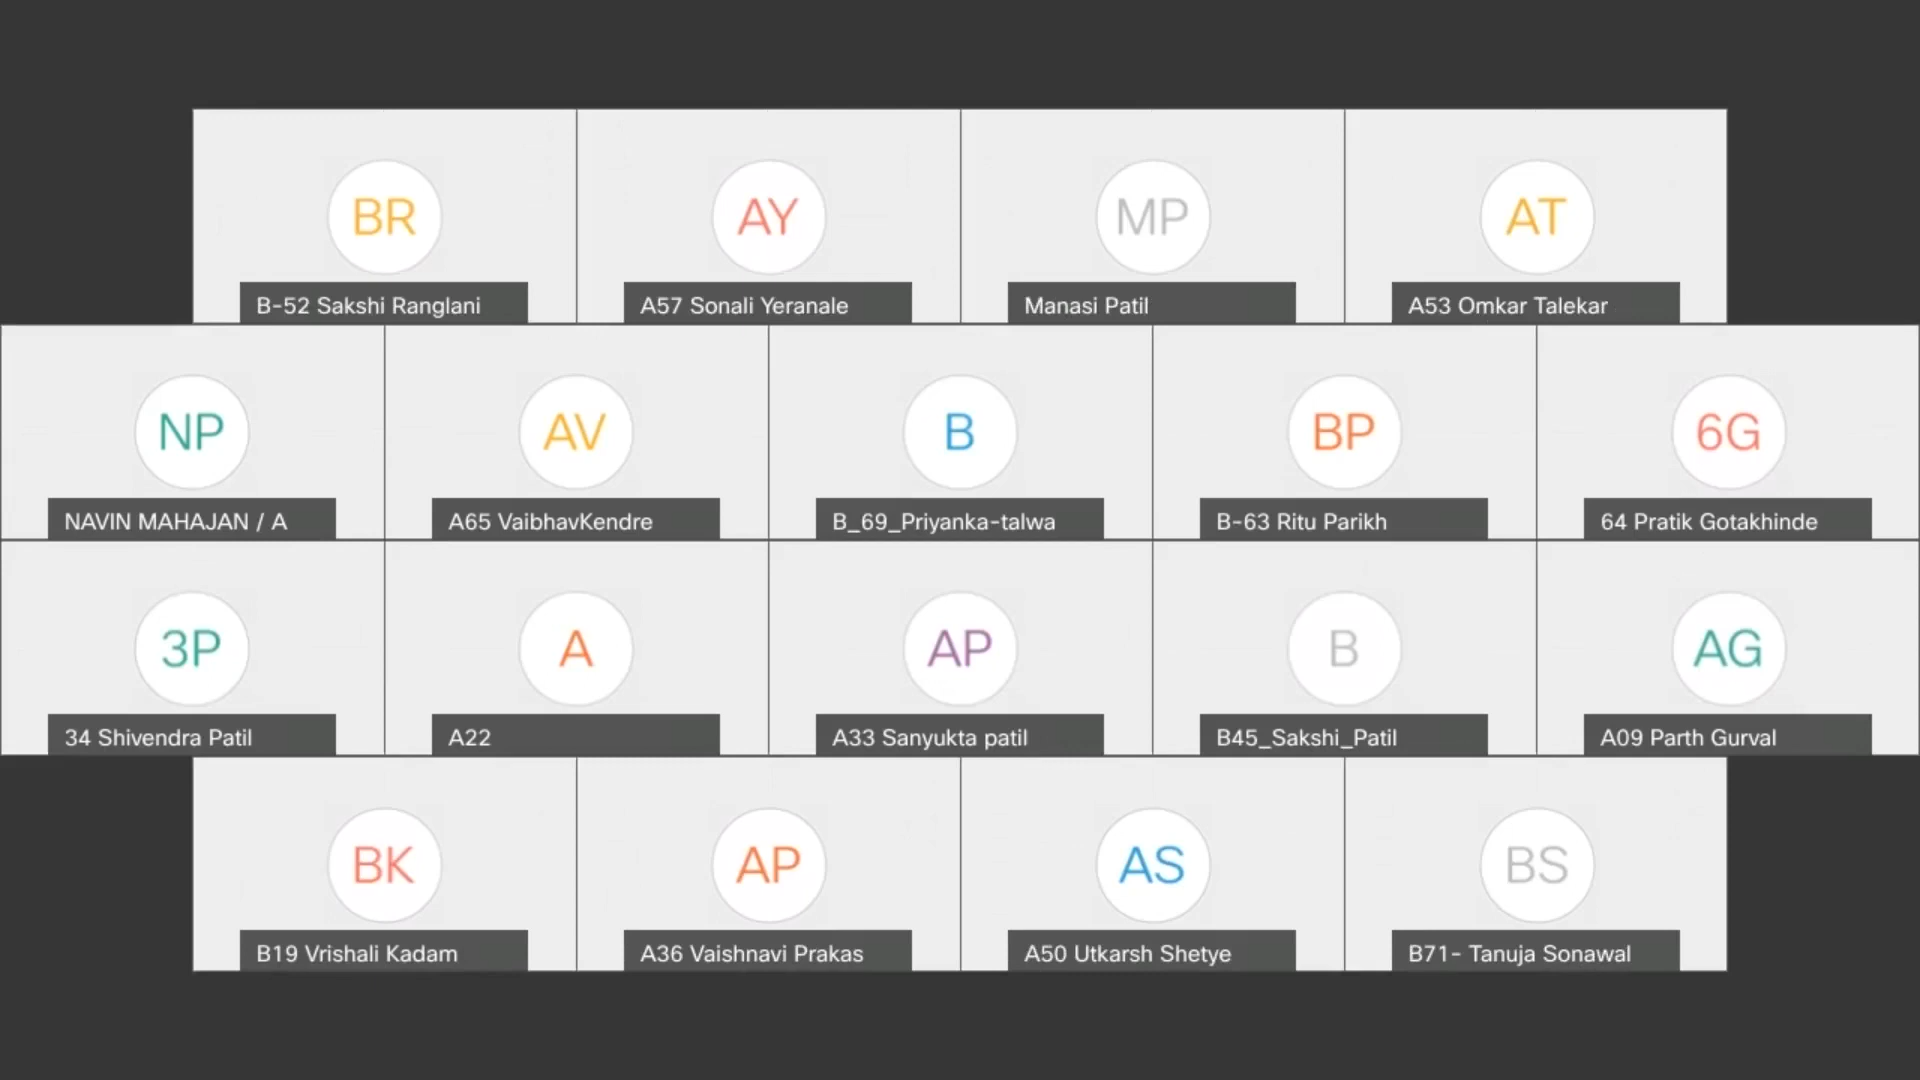 BR
AY
MP
AT
B-52 Sakshi Ranglani
A57 Sonali Yeranale
Manasi Patil
A53 Omkar Talekar
NP
AV
B
BP
6G
NAVIN MAHAJAN / A
A65 VaibhavKendre
B_69_Priyanka-talwa
B-63 Ritu Parikh
64 Pratik Gotakhinde
3P
A
AP
B
AG
34 Shivendra Patil
A22
A33 Sanyukta patil
B45_Sakshi_Patil
A09 Parth Gurval
BK
AP
AS
BS
B19 Vrishali Kadam
A36 Vaishnavi Prakas
A50 Utkarsh Shetye
B71- Tanuja Sonawal